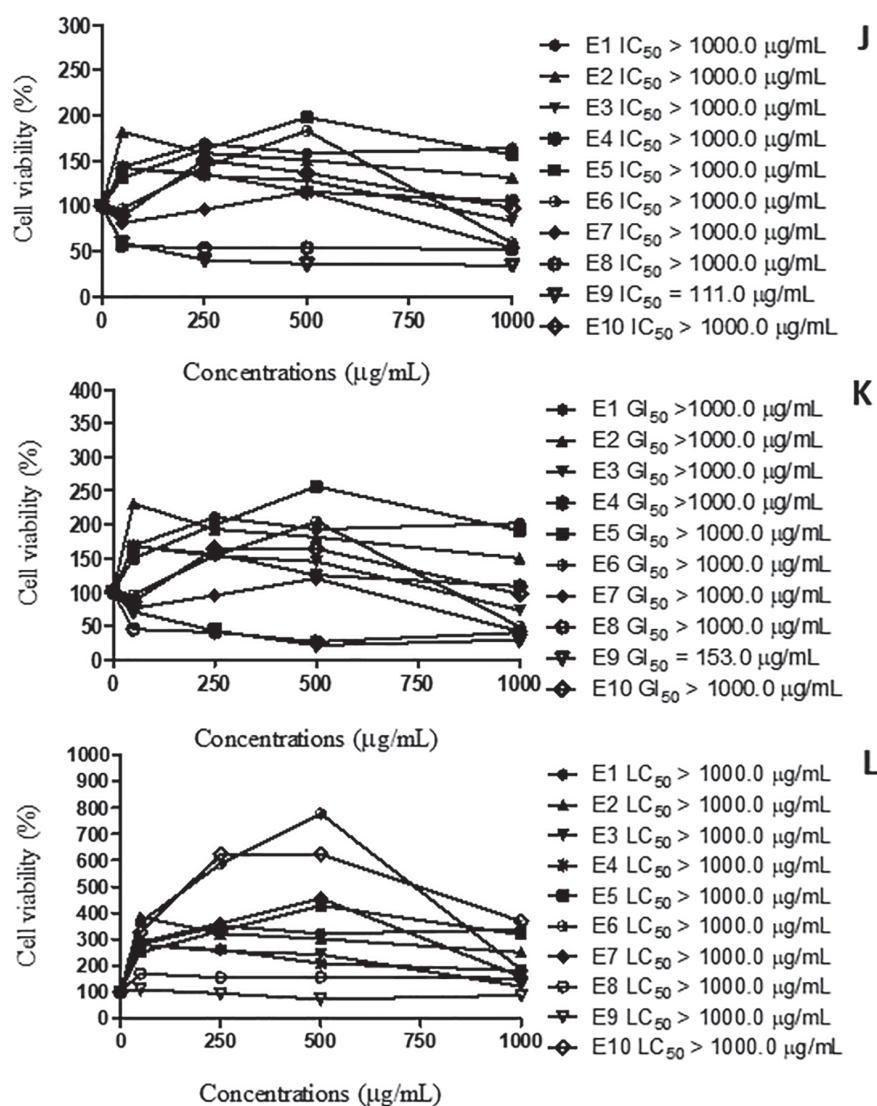 J
300
250
200
150
100
50
0
Cell viability (%)
0 250 500 750 1000
Concentrations (µg/mL)
E1 IC50 > 1000.0 µg/mL
E2 IC50 > 1000.0 µg/mL
E3 IC50 > 1000.0 µg/mL
E4 IC50 > 1000.0 µg/mL
E5 IC50 > 1000.0 µg/mL
E6 IC50 > 1000.0 µg/mL
E7 IC50 > 1000.0 µg/mL
E8 IC50 > 1000.0 µg/mL
E9 IC50 = 111.0 µg/mL
E10 IC50 > 1000.0 µg/mL
K
400
350
300
250
200
150
100
50
0
Cell viability (%)
0 250 500 750 1000
Concentrations (µg/mL)
E1 GI50 >1000.0 µg/mL
E2 GI50 >1000.0 µg/mL
E3 GI50 >1000.0 µg/mL
E4 GI50 >1000.0 µg/mL
E5 GI50 > 1000.0 µg/mL
E6 GI50 > 1000.0 µg/mL
E7 GI50 > 1000.0 µg/mL
E8 GI50 > 1000.0 µg/mL
E9 GI50 = 153.0 µg/mL
E10 GI50 > 1000.0 µg/mL
L
1000
900
800
700
600
500
400
300
200
100
0
Cell viability (%)
0 250 500 750 1000
Concentrations (µg/mL)
E1 LC50 > 1000.0 µg/mL
E2 LC50 > 1000.0 µg/mL
E3 LC50 > 1000.0 µg/mL
E4 LC50 > 1000.0 µg/mL
E5 LC50 > 1000.0 µg/mL
E6 LC50 > 1000.0 µg/mL
E7 LC50 > 1000.0 µg/mL
E8 LC50 > 1000.0 µg/mL
E9 LC50 > 1000.0 µg/mL
E10 LC50 > 1000.0 µg/mL